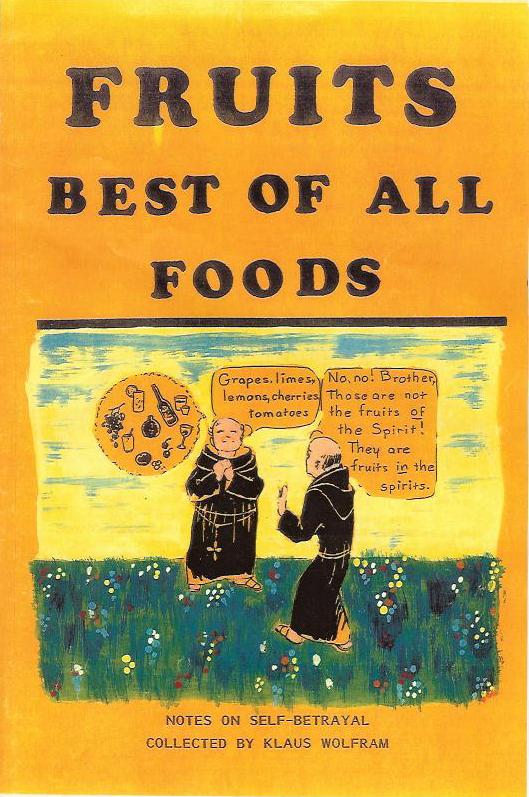 FRUITS
BEST OF ALL
FOODS
Grapes, limes,
lemons, cherries
tomatoes
No, no! Brother,
Those are not
the fruits of
the Spirit!
They are
fruits in the
spirits.
NOTES ON SELF-BETRAYAL
COLLECTED BY KLAUS WOLFRAM